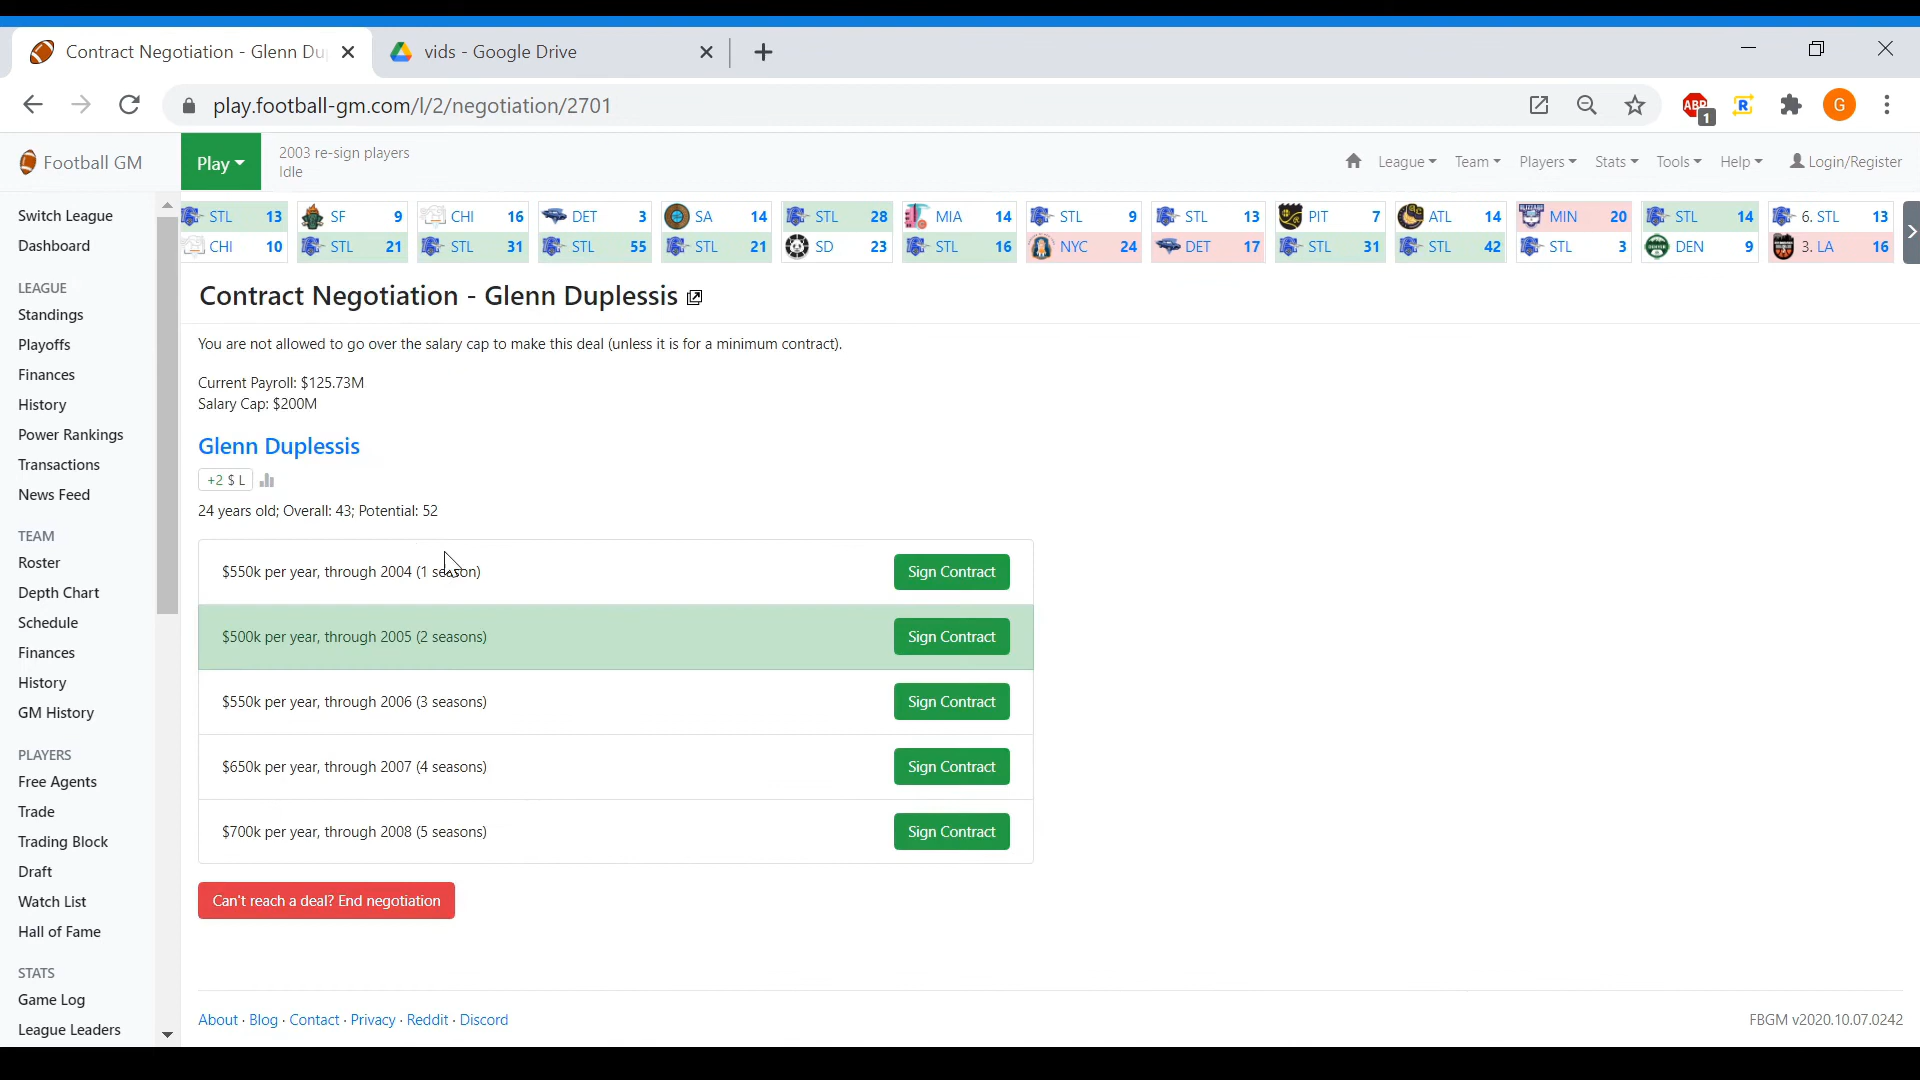 Contract Negotiation - Glenn Du
vids - Google Drive
play.football-gm.com/l/2/negotiation/2701
ABP
1
R
G
Football GM
Play
2003 re-sign players
Idle
League
Team
Players
Stats
Tools
Help
Login/Register
STL 13 SF 9 CHI 16 DET 3 SA 14 STL 28 MIA 14 STL 9 STL 13 PIT 7 ATL 14 MIN 20 STL 14 6. STL 13
CHI 10 STL 21 STL 31 STL 55 STL 21 SD 23 STL 16 NYC 24 DET 17 STL 31 STL 42 STL 3 DEN 9 3. LA 16
Switch League
Dashboard
LEAGUE
Standings
Playoffs
Finances
History
Power Rankings
Transactions
News Feed
TEAM
Roster
Depth Chart
Schedule
Finances
History
GM History
PLAYERS
Free Agents
Trade
Trading Block
Draft
Watch List
Hall of Fame
STATS
Game Log
League Leaders
Contract Negotiation - Glenn Duplessis
You are not allowed to go over the salary cap to make this deal (unless it is for a minimum contract).
Current Payroll: $125.73M
Salary Cap: $200M
Glenn Duplessis
+2 $ L
24 years old; Overall: 43; Potential: 52
$550k per year, through 2004 (1 season) Sign Contract
$500k per year, through 2005 (2 seasons) Sign Contract
$550k per year, through 2006 (3 seasons) Sign Contract
$650k per year, through 2007 (4 seasons) Sign Contract
$700k per year, through 2008 (5 seasons) Sign Contract
Can't reach a deal? End negotiation
About · Blog · Contact · Privacy · Reddit · Discord
FBGM v2020.10.07.0242